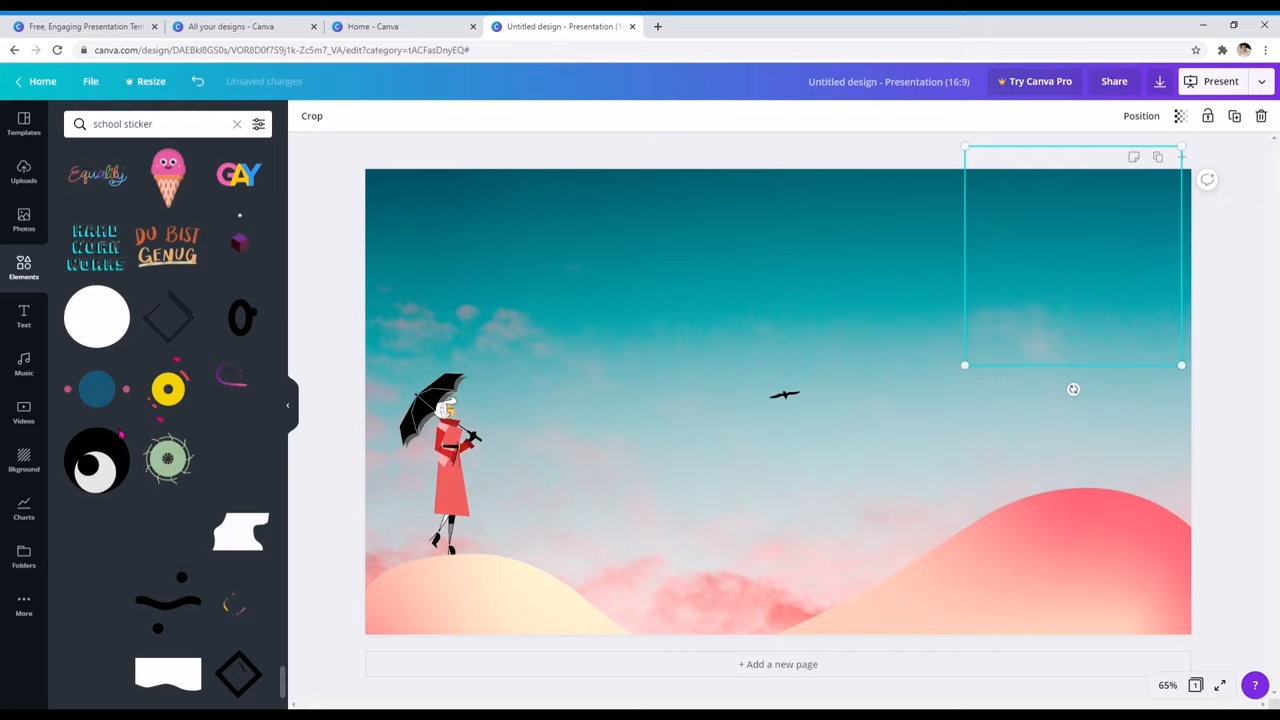 Free, Engaging Presentation Tem
All your designs - Canva
Home - Canva
Untitled design - Presentation (1
canva.com/design/DAEBkl8GS0s/VOR8D0f7S9j1k-Zc5m7_VA/edit?category=tACFasDnyEQ#
Home
File
Resize
Unsaved changes
Untitled design - Presentation (16:9)
Try Canva Pro
Share
Present
Templates
school sticker
Crop
Position
Uploads
Equality
GAY
Photos
HARD
WORK
WORKS
DU BIST
GENUG
Elements
Text
Music
Videos
Bkground
Charts
Folders
More
+ Add a new page
65%
1
?